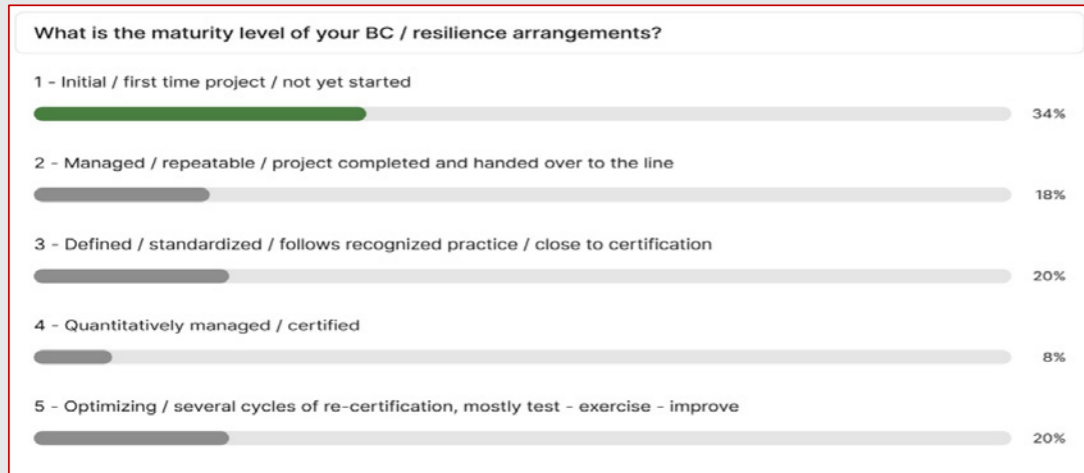 What is the maturity level of your BC / resilience arrangements?
1 - Initial / first time project / not yet started
34%
2 - Managed / repeatable / project completed and handed over to the line
18%
3 - Defined / standardized / follows recognized practice / close to certification
20%
4 - Quantitatively managed / certified
8%
5 - Optimizing / several cycles of re-certification, mostly test - exercise - improve
20%